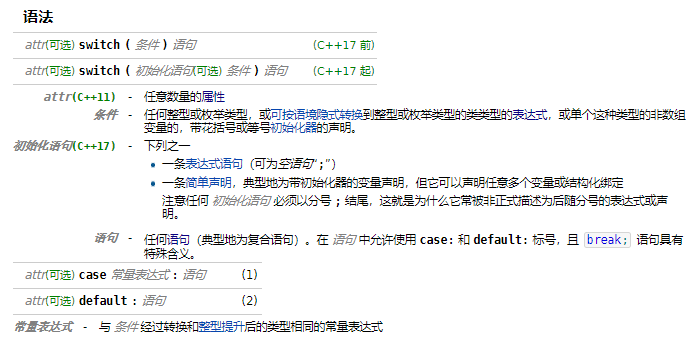 语法
attr(可选) switch ( 条件 ) 语句 (C++17 前)
attr(可选) switch ( 初始化语句(可选) 条件 ) 语句 (C++17 起)
attr(C++11) - 任意数量的属性
条件 - 任何整型或枚举类型，或可按语境隐式转换到整型或枚举类型的类类型的表达式，或单个这种类型的非数组
变量的，带花括号或等号初始化器的声明。
初始化语句(C++17) - 下列之一
• 一条表达式语句（可为空语句“;”）
• 一条简单声明，典型地为带初始化器的变量声明，但它可以声明任意多个变量或结构化绑定
注意任何 初始化语句 必须以分号 ; 结尾，这就是为什么它常被非正式描述为后随分号的表达式或声
明。
语句 - 任何语句（典型地为复合语句）。在 语句 中允许使用 case: 和 default: 标号，且 break; 语句具有
特殊含义。
attr(可选) case 常量表达式 : 语句 (1)
attr(可选) default : 语句 (2)
常量表达式 - 与 条件 经过转换和整型提升后的类型相同的常量表达式